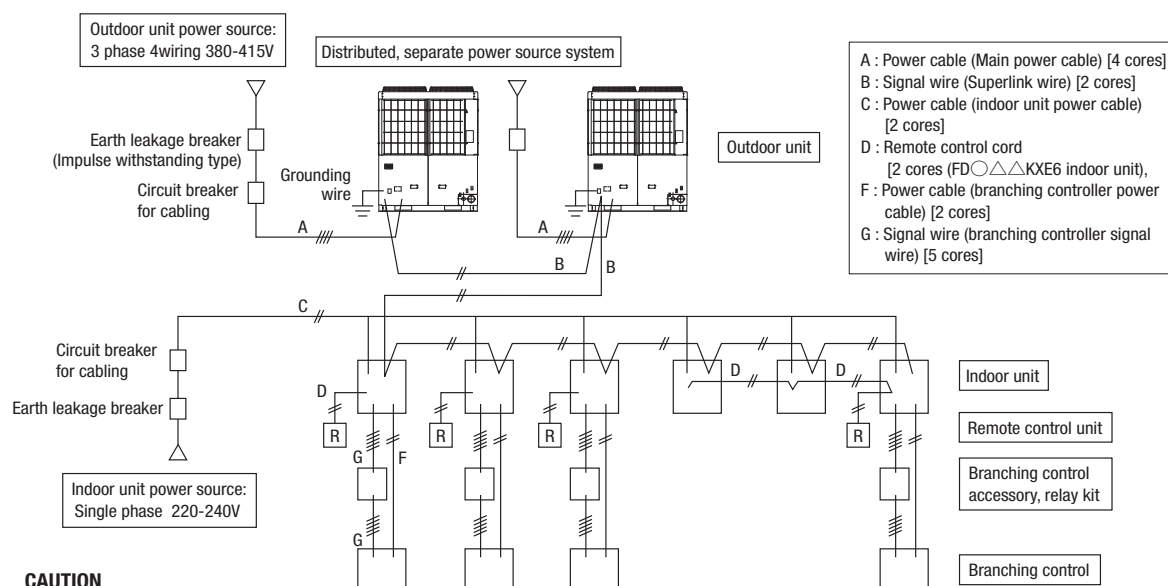 Outdoor unit power source:
3 phase 4wiring 380-415V
Distributed, separate power source system
A : Power cable (Main power cable) [4 cores]
B : Signal wire (Superlink wire) [2 cores]
C : Power cable (indoor unit power cable)
[2 cores]
D : Remote control cord
[2 cores (FD○△△KXE6 indoor unit),
F : Power cable (branching controller power
cable) [2 cores]
G : Signal wire (branching controller signal
wire) [5 cores]
Earth leakage breaker
(Impulse withstanding type)
Circuit breaker
for cabling
Grounding
wire
Outdoor unit
A
A
B
B
C
Circuit breaker
for cabling
Earth leakage breaker
Indoor unit power source:
Single phase 220-240V
D
D
D
Indoor unit
R
R
R
R
Remote control unit
G
F
Branching control
accessory, relay kit
G
Branching control
CAUTION